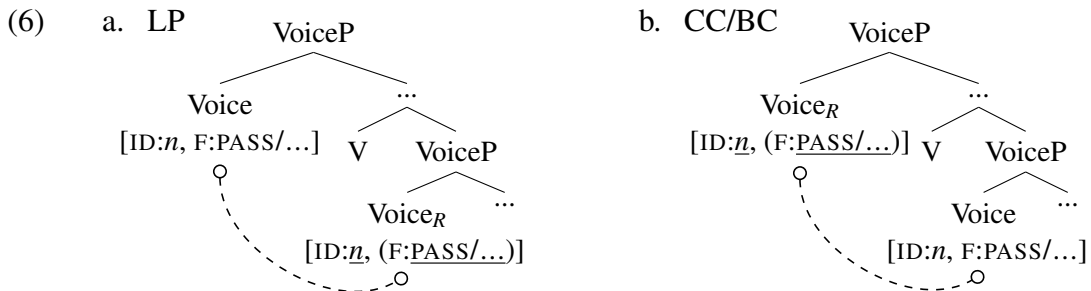 (6) a. LP b. CC/BC
VoiceP VoiceP
Voice ... Voice_R ...
[ID:n, F:PASS/…] V VoiceP [ID:n, (F:PASS/…)] V VoiceP
Voice_R ... Voice ...
[ID:n, (F:PASS/…)] [ID:n, F:PASS/…]